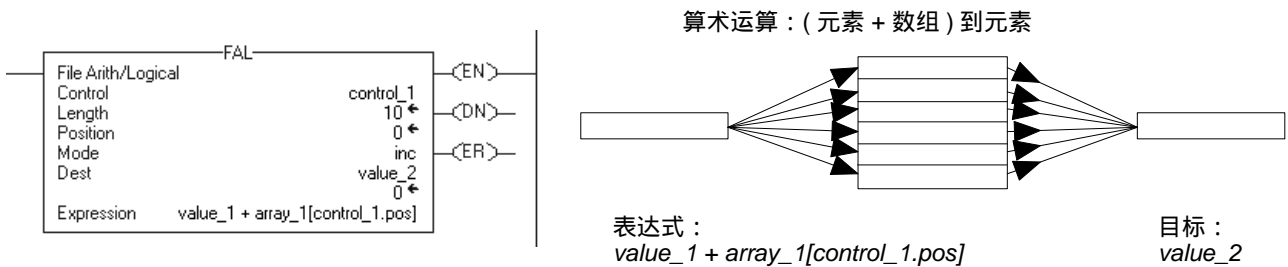 算术运算：( 元素 + 数组 ) 到元素
FAL
File Arith/Logical
Control control_1
Length 10
Position 0
Mode inc
Dest value_2
0
Expression value_1 + array_1[control_1.pos]
EN
DN
ER
表达式：
value_1 + array_1[control_1.pos]
目标：
value_2